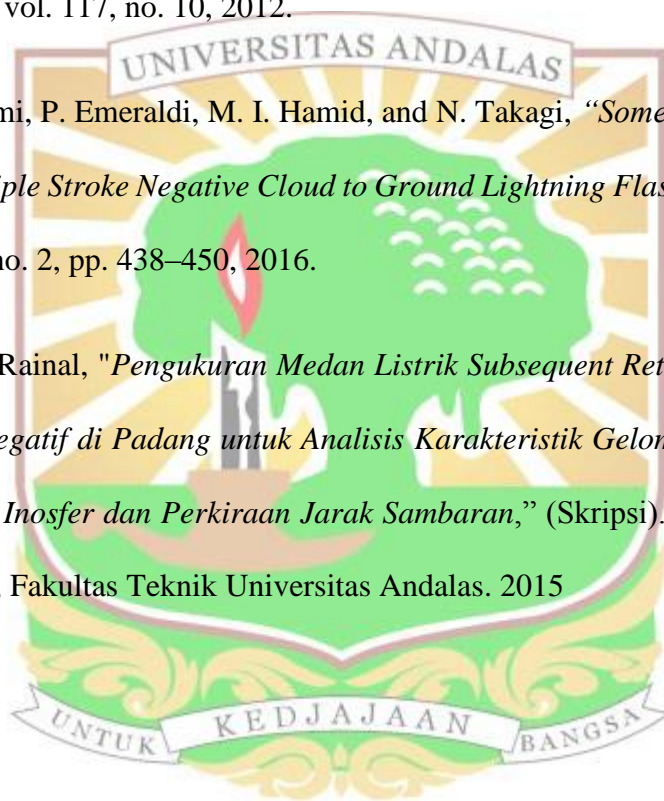 vol. 117, no. 10, 2012.
UNIVERSITAS ANDALAS
mi, P. Emeraldi, M. I. Hamid, and N. Takagi, “Some
iple Stroke Negative Cloud to Ground Lightning Flas
no. 2, pp. 438–450, 2016.
Rainal, "Pengukuran Medan Listrik Subsequent Ret
egatif di Padang untuk Analisis Karakteristik Gelon
Inosfer dan Perkiraan Jarak Sambaran,” (Skripsi).
Fakultas Teknik Universitas Andalas. 2015
UNTUK KEDJAJAAN BANGSA